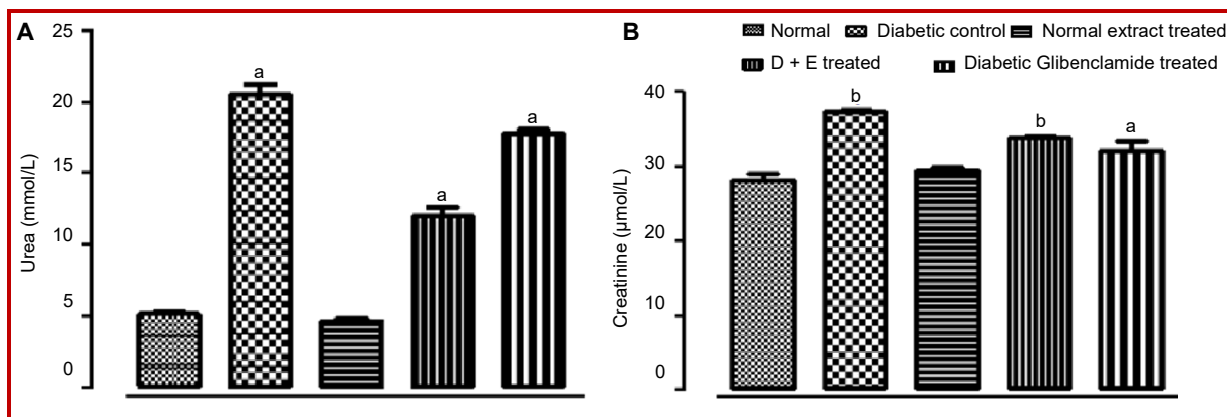 A
Urea (mmol/L)
25
20
15
10
5
0
a
a
a
B
Normal Diabetic control Normal extract treated
D + E treated Diabetic Glibenclamide treated
Creatinine (µmol/L)
40
30
20
10
0
b
b
a